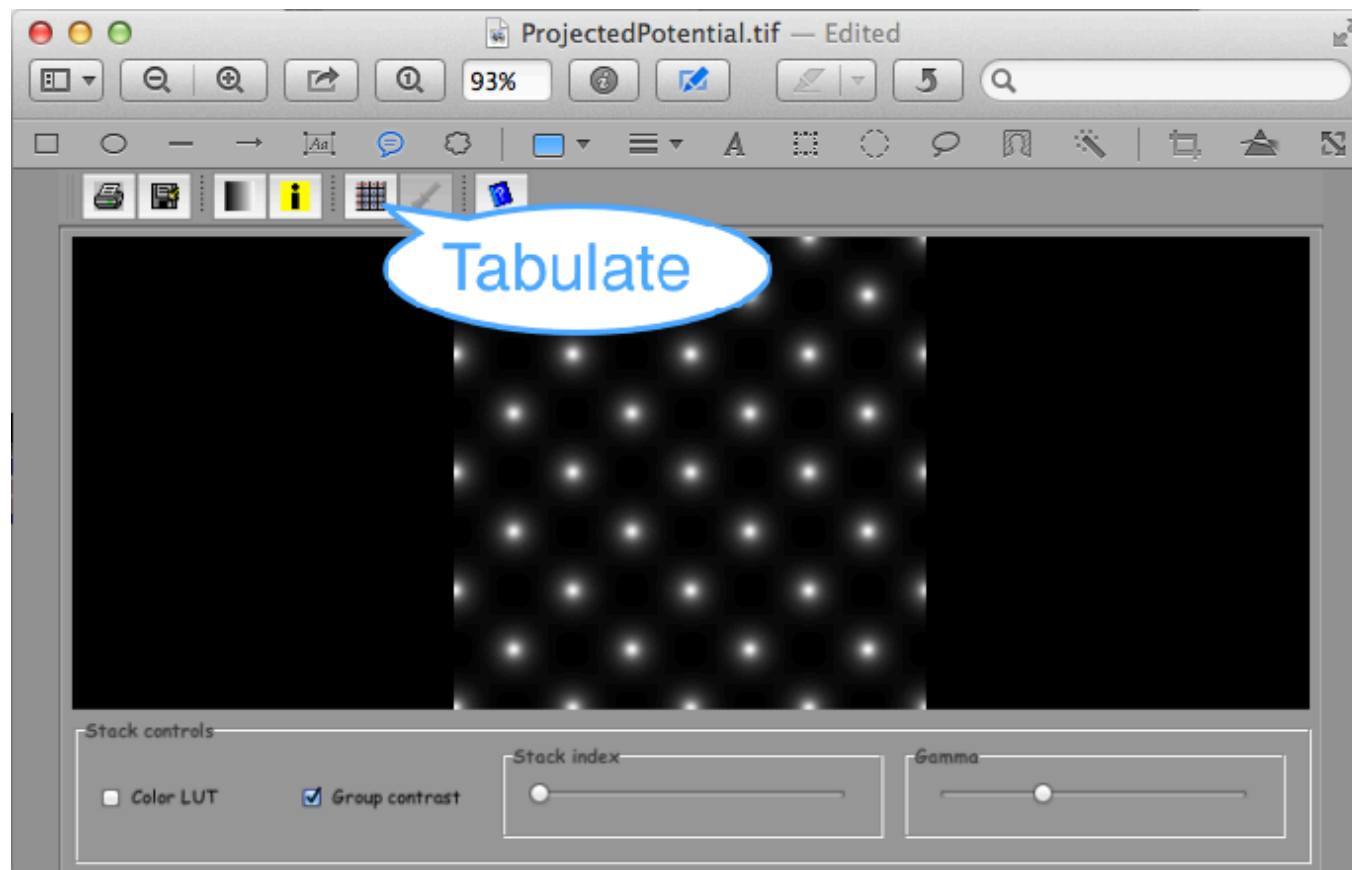 ProjectedPotential.tif — Edited
93%
Tabulate
Stack controls
Stack index
Gamma
Color LUT
Group contrast